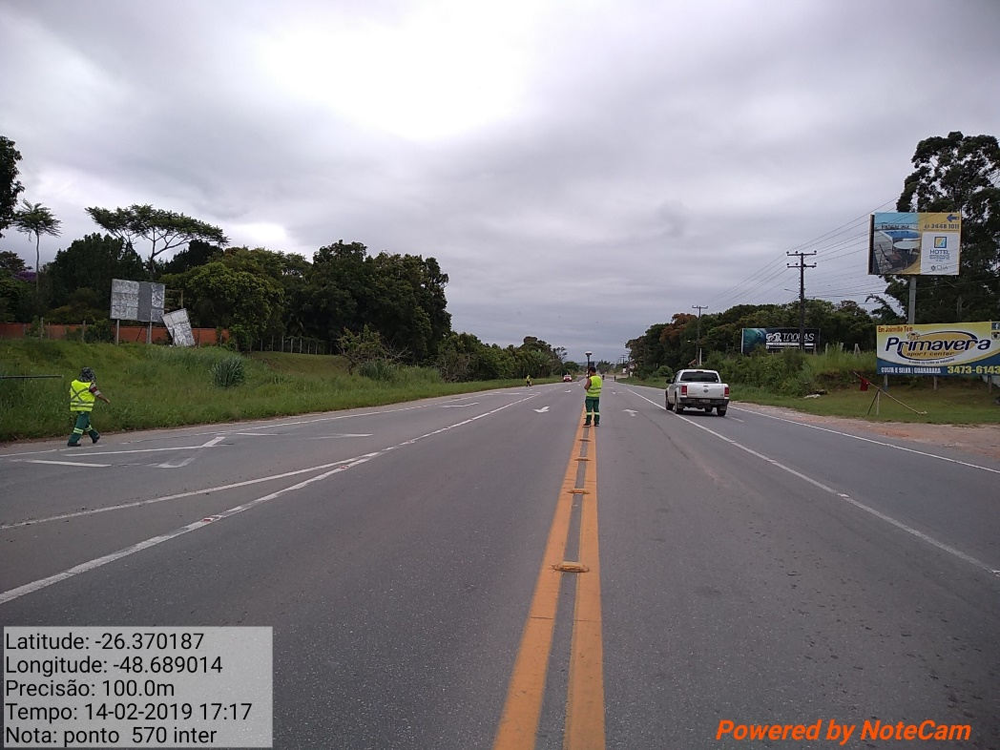 47 3448 1011
HOTEL
Em Joinville Tem
Primavera
sport center
COSTA E SILVA | GUANABARA 3473-6143
Latitude: -26.370187
Longitude: -48.689014
Precisão: 100.0m
Tempo: 14-02-2019 17:17
Nota: ponto  570 inter
Powered by NoteCam